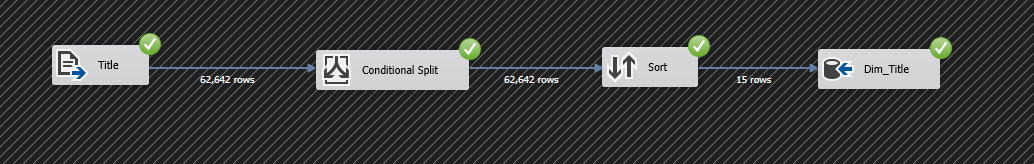 Title
62,642 rows
Conditional Split
62,642 rows
Sort
15 rows
Dim_Title